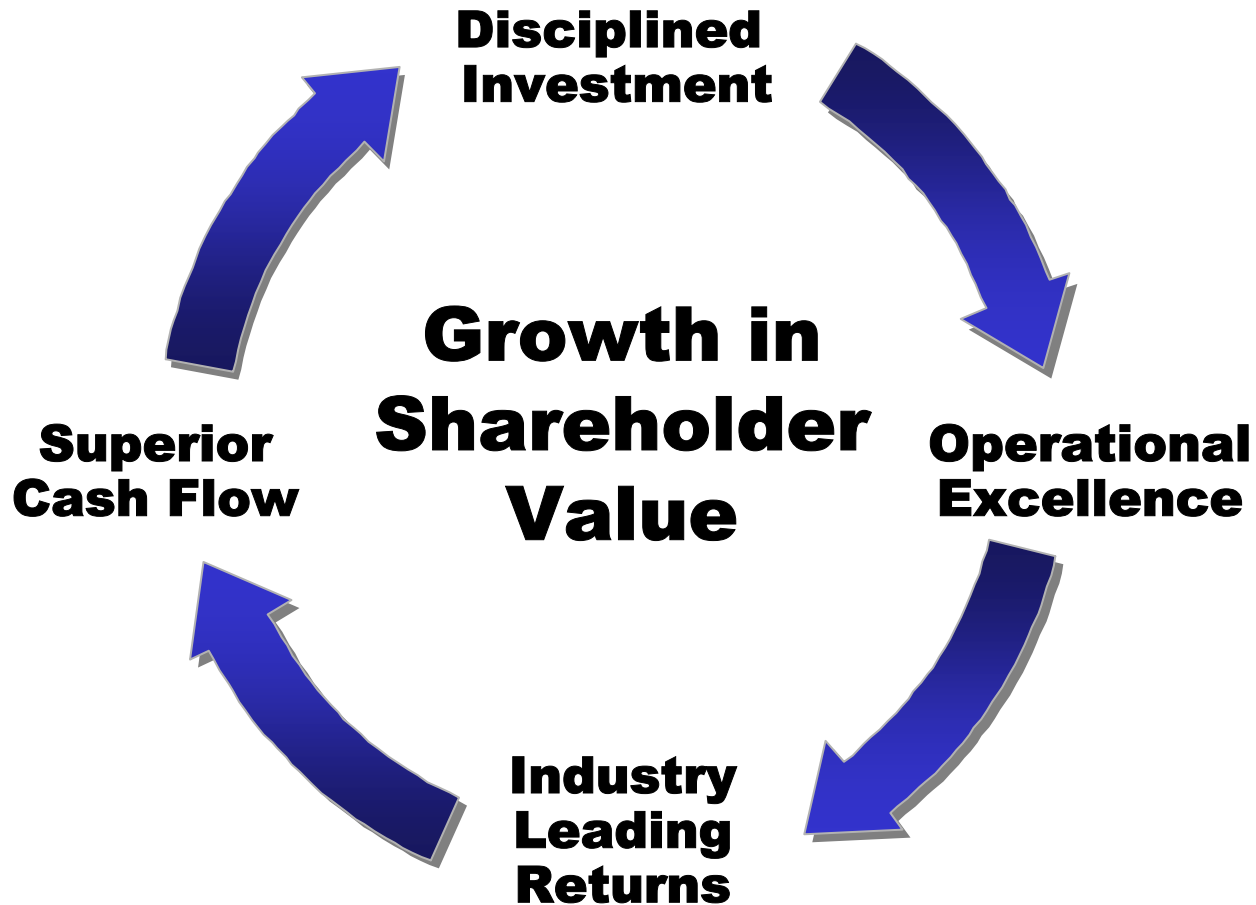 Disciplined
Investment
Growth in
Shareholder
Value
Superior
Cash Flow
Operational
Excellence
Industry
Leading
Returns